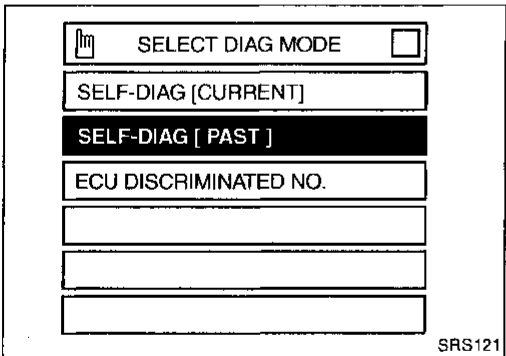 SELECT DIAG MODE
SELF-DIAG [CURRENT]
SELF-DIAG [ PAST ]
ECU DISCRIMINATED NO.
SRS121